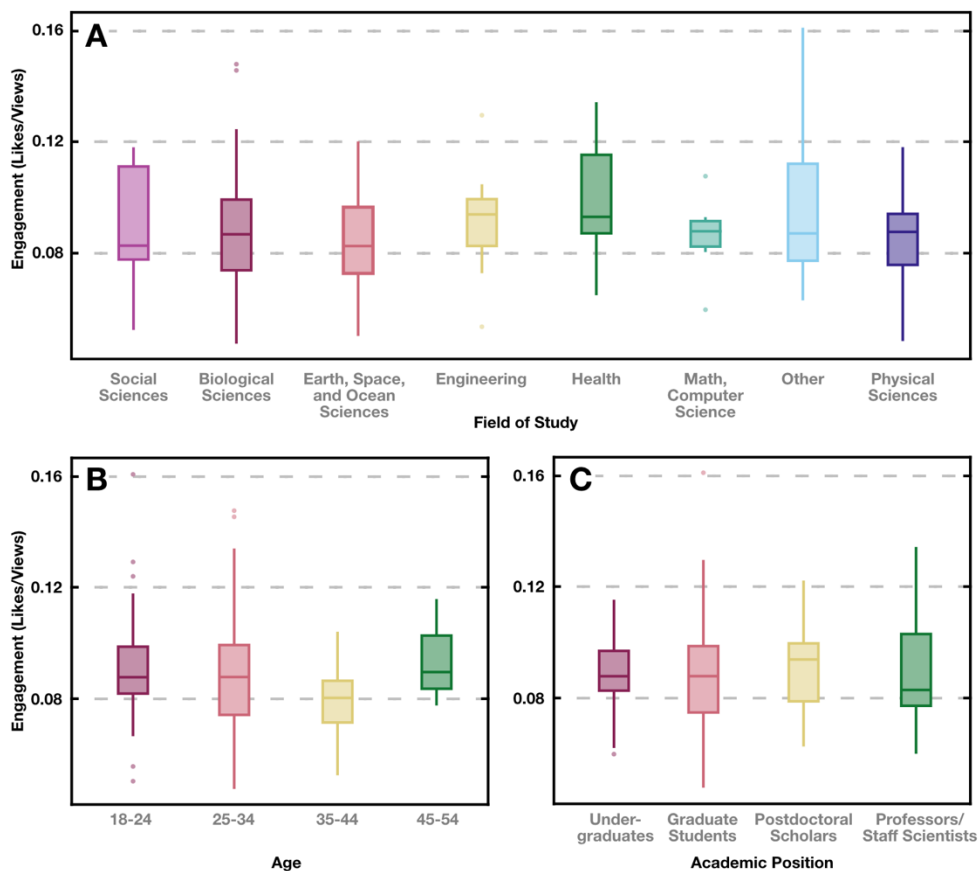 A
Engagement (Likes/Views)
0.16
0.12
0.08
Social
Sciences
Biological
Sciences
Earth, Space,
and Ocean
Sciences
Engineering
Health
Math,
Computer
Science
Other
Physical
Sciences
Field of Study
B
Engagement (Likes/Views)
0.16
0.12
0.08
18-24
25-34
35-44
45-54
Age
C
0.16
0.12
0.08
Under-
graduates
Graduate
Students
Postdoctoral
Scholars
Professors/
Staff Scientists
Academic Position